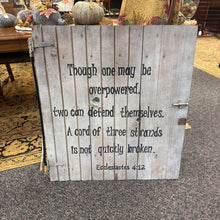 Though one may be
overpowered,
two can defend themselves.
A cord of three strands
is not quickly broken.
Ecclesiastes 4:12